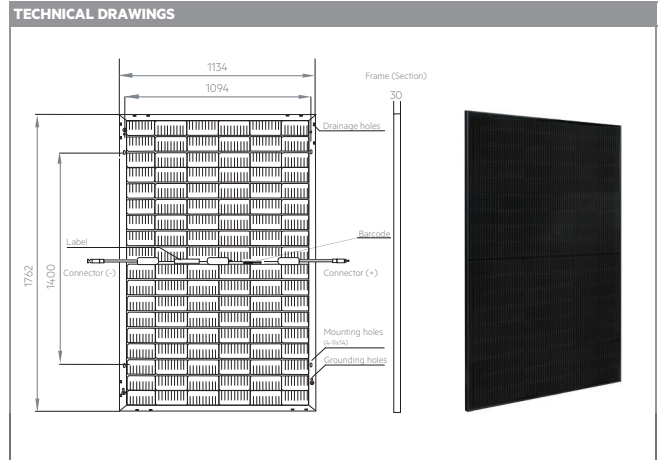 TECHNICAL DRAWINGS
1134
1094
Frame (Section)
30
Drainage holes
Label
Barcode
Connector (-)
Connector (+)
1762
1400
Mounting holes
(4-9x14)
Grounding holes